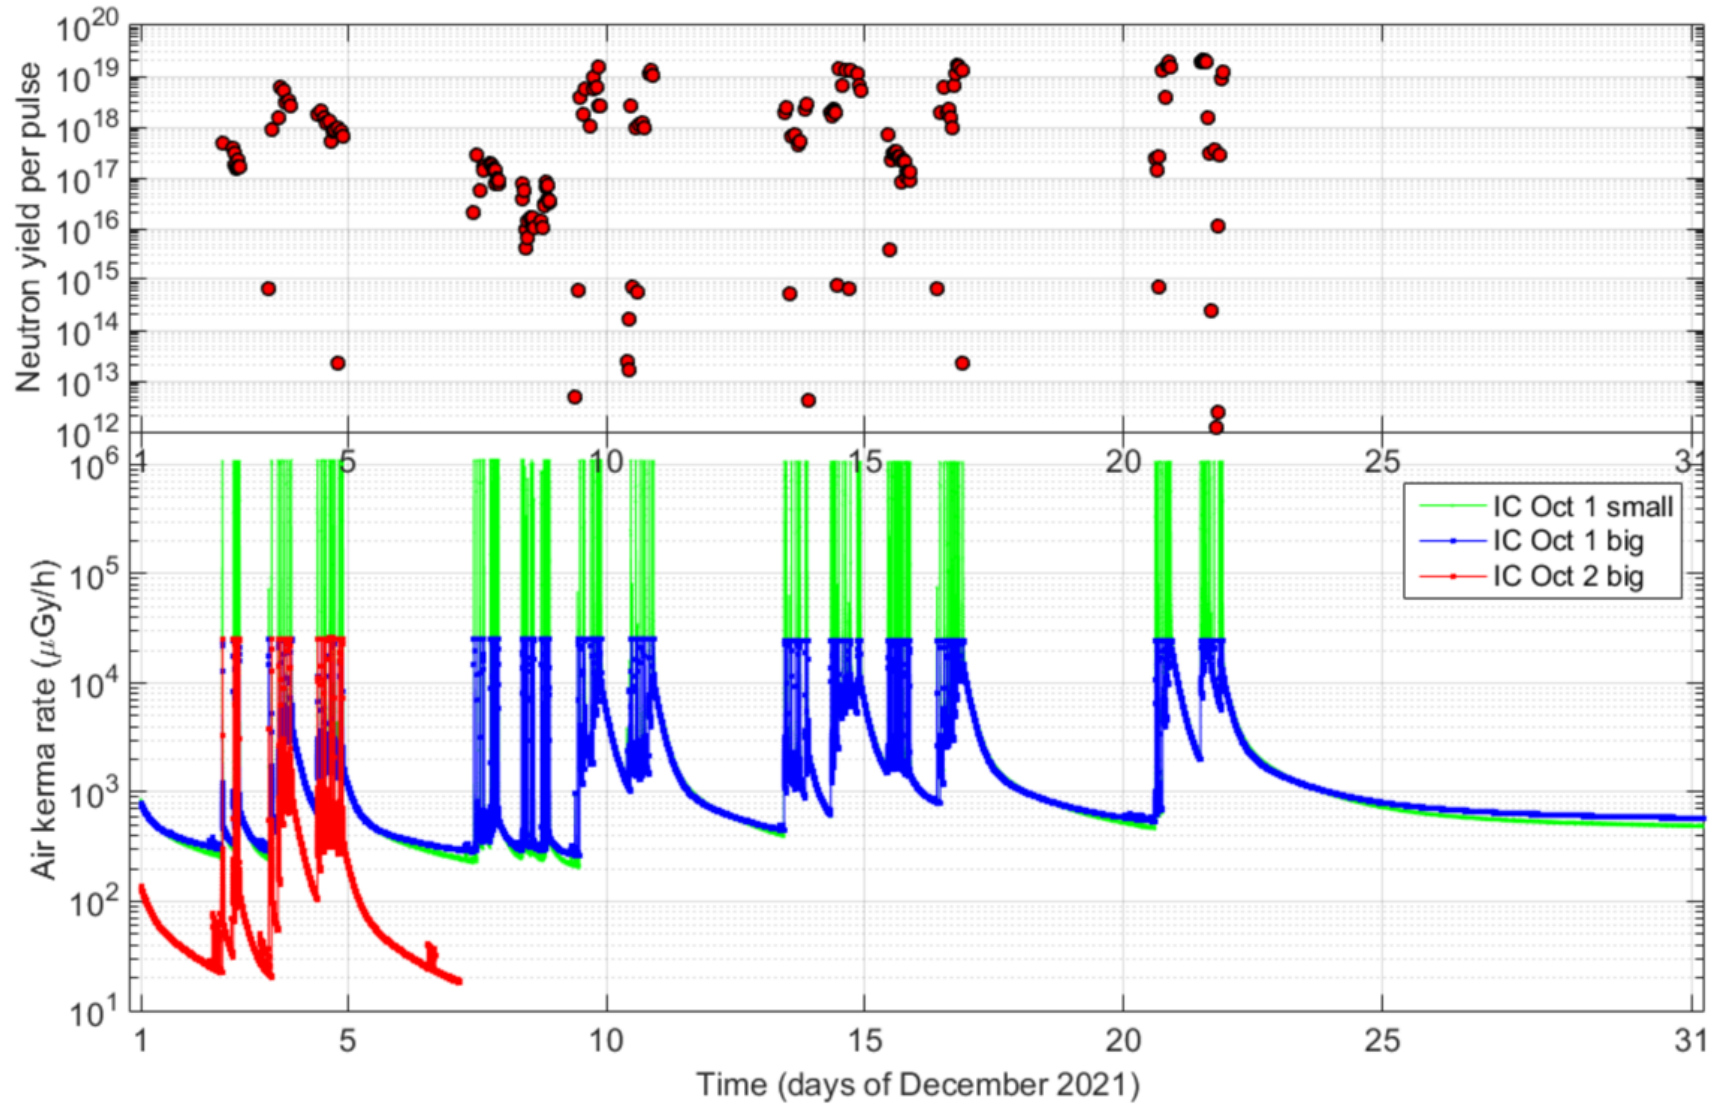 10^20
10^19
10^18
10^17
10^16
10^15
10^14
10^13
10^12
Neutron yield per pulse
1 5 10 15 20 25 31
10^6
10^5
10^4
10^3
10^2
10^1
Air kerma rate (μGy/h)
IC Oct 1 small
IC Oct 1 big
IC Oct 2 big
1 5 10 15 20 25 31
Time (days of December 2021)